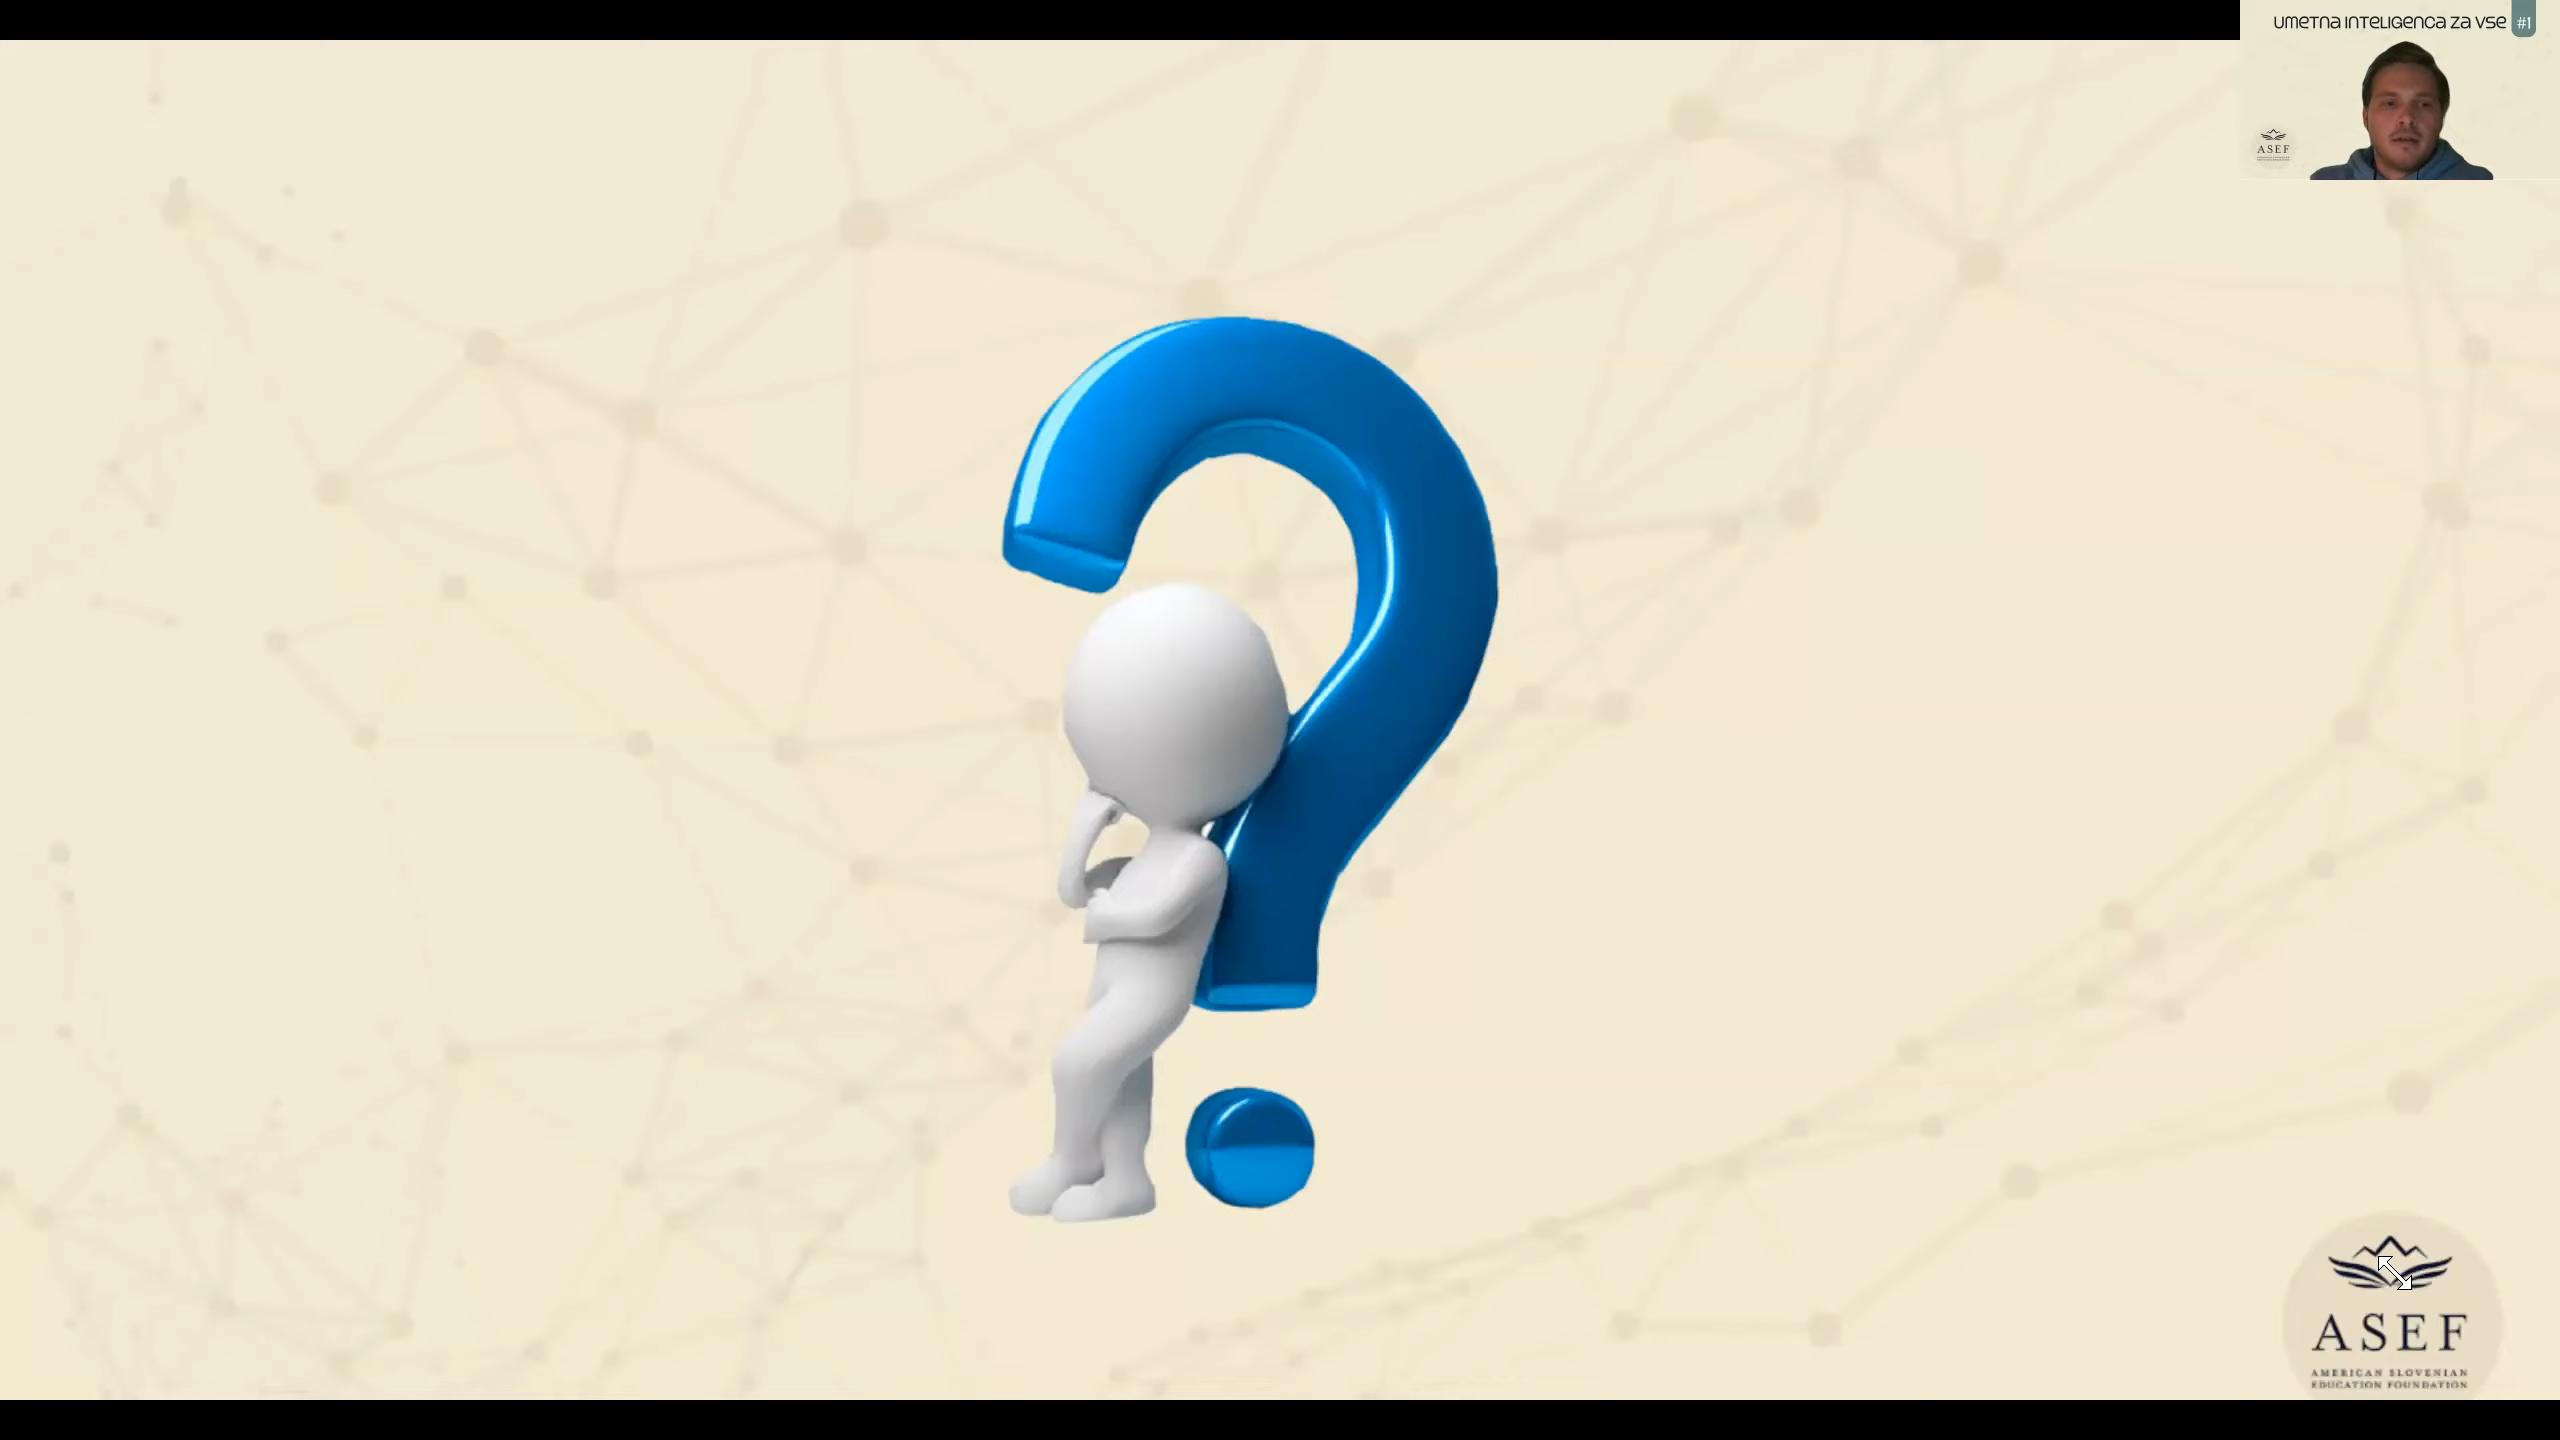 UMETNA INTELIGENCA ZA VSE #1
ASEF
ASEF
AMERICAN SLOVENIAN
EDUCATION FOUNDATION